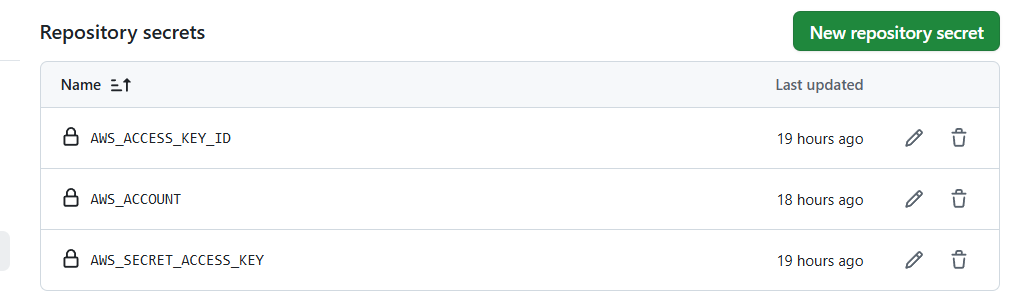 Repository secrets
New repository secret
Name
Last updated
AWS_ACCESS_KEY_ID
19 hours ago
AWS_ACCOUNT
18 hours ago
AWS_SECRET_ACCESS_KEY
19 hours ago